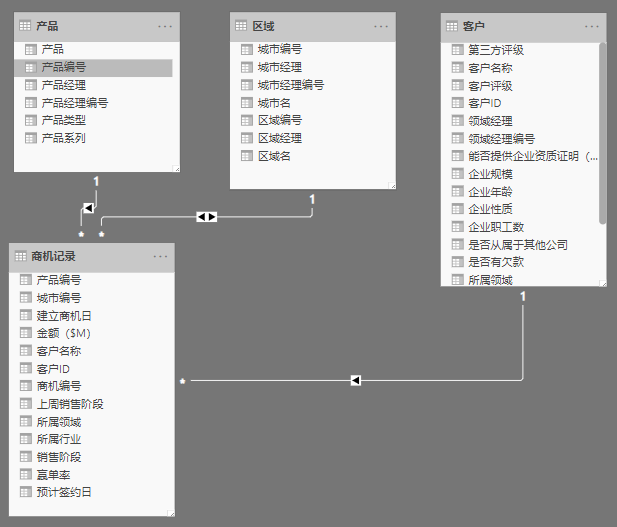 产品
产品
产品编号
产品经理
产品经理编号
产品类型
产品系列
区域
城市编号
城市经理
城市经理编号
城市名
区域编号
区域经理
区域名
客户
第三方评级
客户名称
客户评级
客户ID
领域经理
领域经理编号
能否提供企业资质证明（...
企业规模
企业年龄
企业性质
企业职工数
是否从属于其他公司
是否有欠款
所属领域
1
1
1
*
*
*
商机记录
产品编号
城市编号
建立商机日
金额（$M）
客户名称
客户ID
商机编号
上周销售阶段
所属领域
所属行业
销售阶段
赢单率
预计签约日